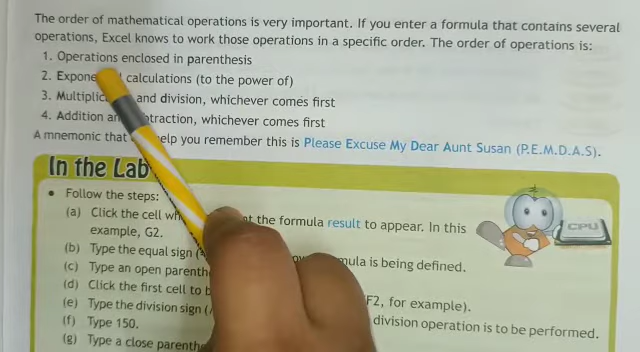 The order of mathematical operations is very important. If you enter a formula that contains several
operations, Excel knows to work those operations in a specific order. The order of operations is:
1. Operations enclosed in parenthesis
2. Expone calculations (to the power of)
3. Multiplic and division, whichever comes first
4. Addition an traction, whichever comes first
A mnemonic that elp you remember this is Please Excuse My Dear Aunt Susan (P.E.M.D.A.S).
In the Lab
• Follow the steps:
(a) Click the cell wh t the formula result to appear. In this
example, G2.
CPU
(b) Type the equal sign ow mula is being defined.
(c) Type an open parenth
(d) Click the first cell to b F2, for example).
(e) Type the division sign (/ division operation is to be performed.
(f) Type 150.
(g) Type a close parenthe